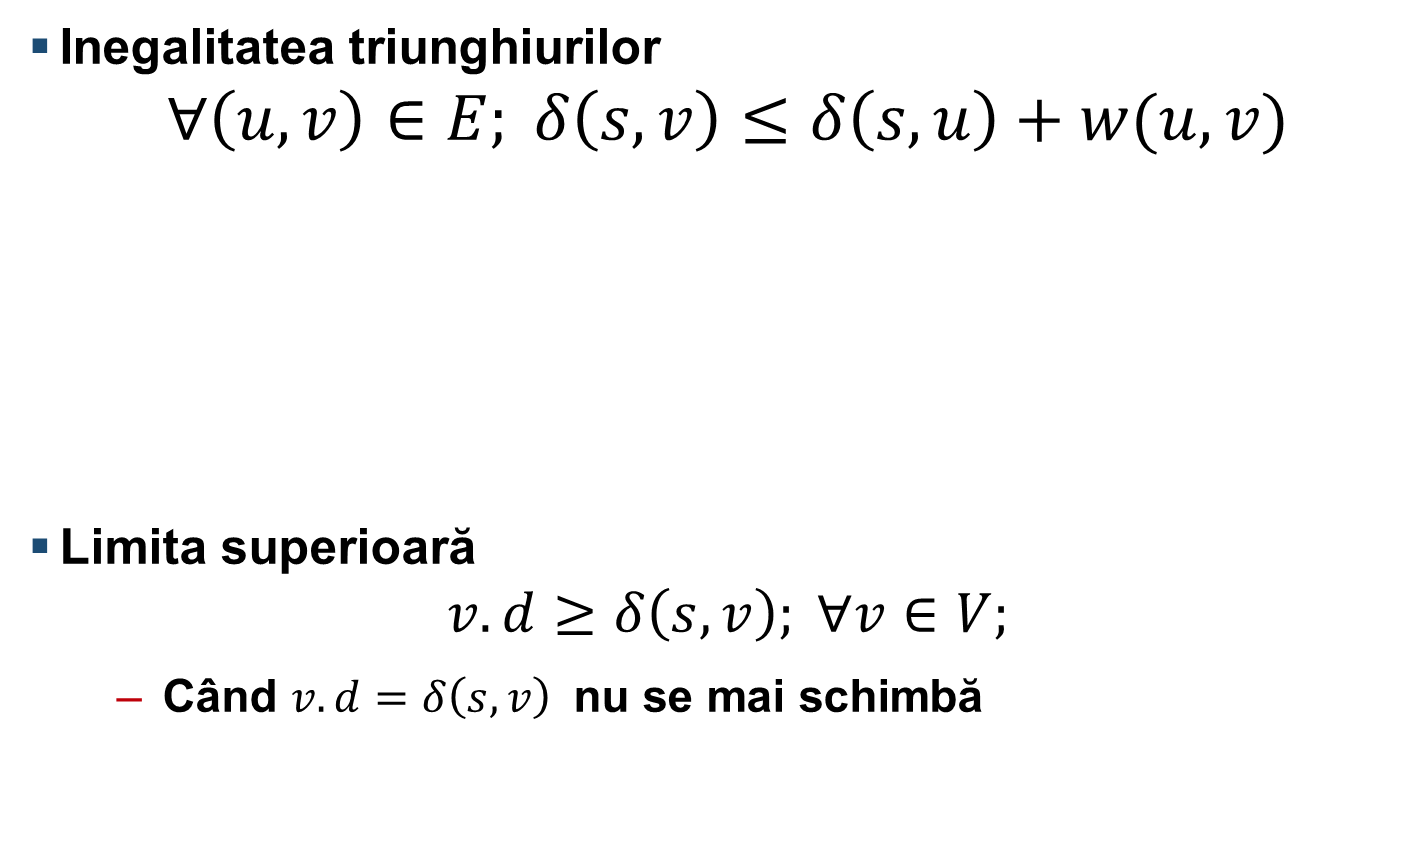 ▪ Inegalitatea triunghiurilor
∀(u, v) ∈ E; δ(s, v) ≤ δ(s, u) + w(u, v)
▪ Limita superioară
v. d ≥ δ(s, v); ∀v ∈ V;
– Când v. d = δ(s, v) nu se mai schimbă